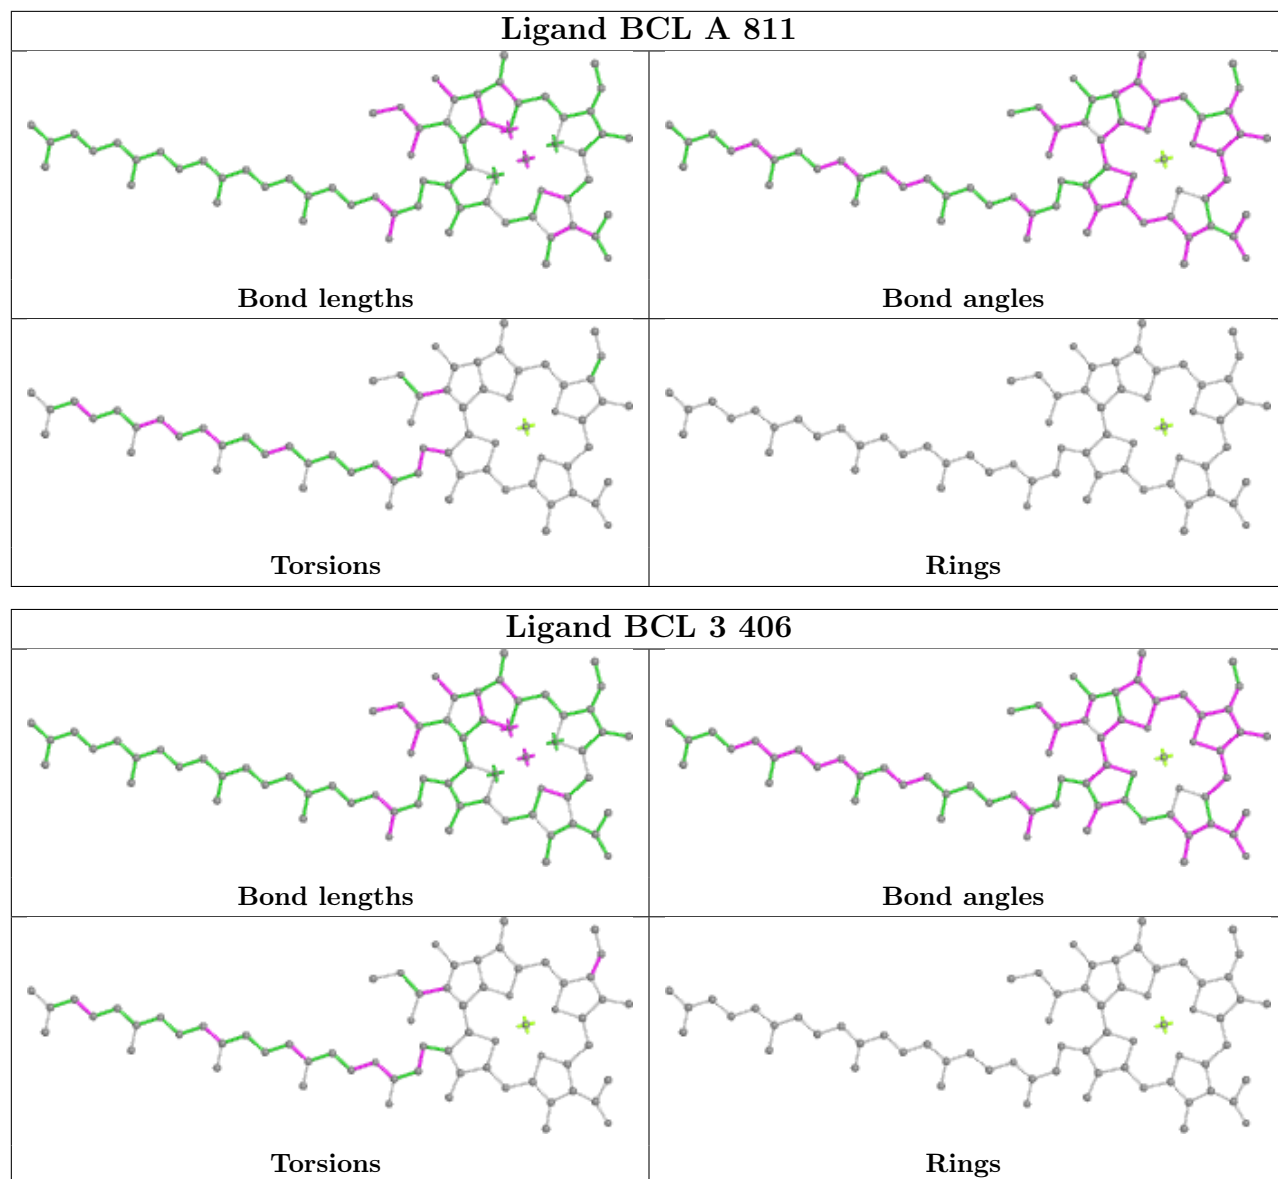 Ligand BCL A 811
Bond lengths
Bond angles
Torsions
Rings
Ligand BCL 3 406
Bond lengths
Bond angles
Torsions
Rings